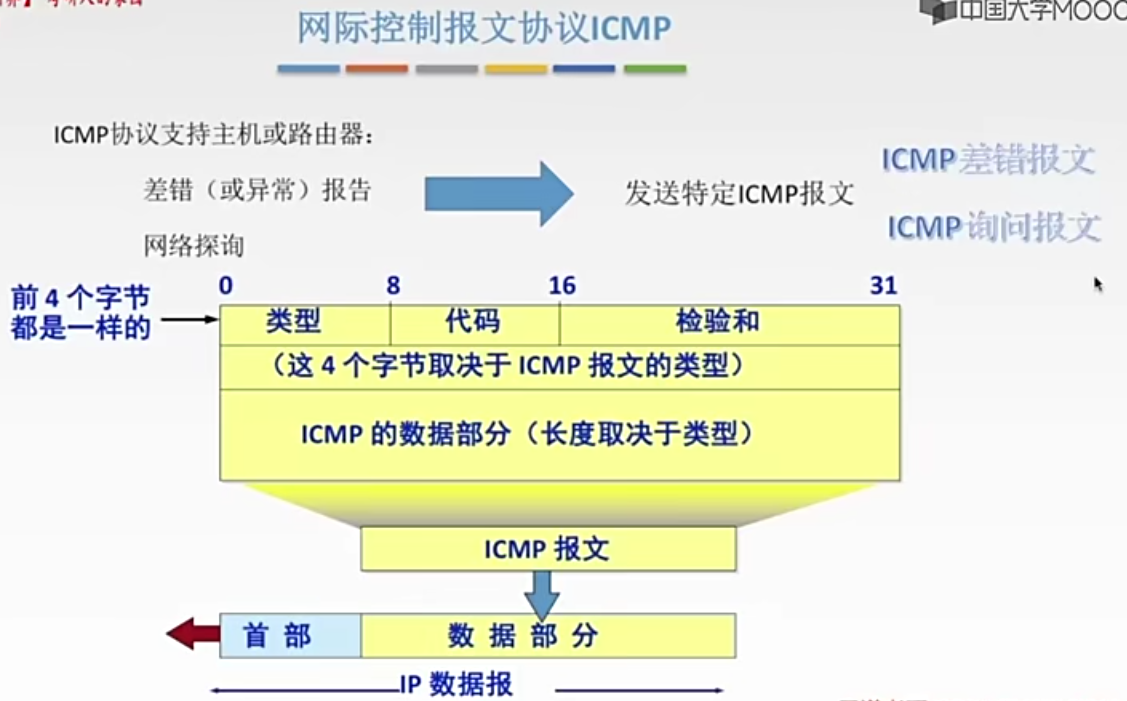 中国大学MOOC
网际控制报文协议ICMP
ICMP协议支持主机或路由器：
差错（或异常）报告
网络探询
发送特定ICMP报文
ICMP差错报文
ICMP询问报文
0 8 16 31
前 4 个字节
都是一样的
类型 代码 检验和
（这 4 个字节取决于 ICMP 报文的类型）
ICMP 的数据部分（长度取决于类型）
ICMP 报文
首 部 数 据 部 分
IP 数据报